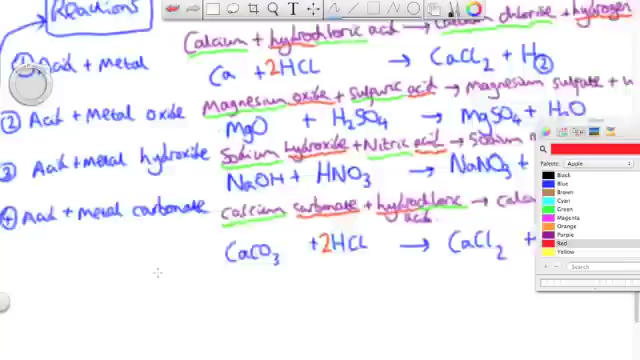 Reactions
Calcium + hydrochloric acid → Calcium chloride + hydrogen
① Acid + Metal
Ca + 2HCl → CaCl₂ + H₂
Magnesium oxide + sulfuric acid → Magnesium sulfate +
② Acid + Metal oxide
MgO + H₂SO₄ → MgSO₄ + H₂O
③ Acid + metal hydroxide
Sodium hydroxide + Nitric acid → Sodium
NaOH + HNO₃ → NaNO₃ +
④ Acid + metal carbonate
calcium carbonate + hydrochloric acid →
CaCO₃ + 2HCl → CaCl₂ +
Palette: Apple
Black
Blue
Brown
Cyan
Green
Magenta
Orange
Purple
Red
Yellow
Search